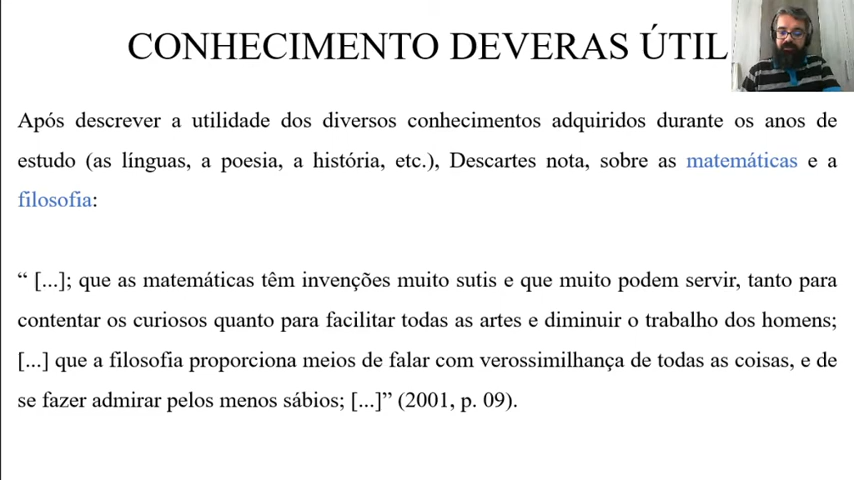 CONHECIMENTO DEVERAS ÚTIL
Após descrever a utilidade dos diversos conhecimentos adquiridos durante os anos de
estudo (as línguas, a poesia, a história, etc.), Descartes nota, sobre as matemáticas e a
filosofia:
“ [...]; que as matemáticas têm invenções muito sutis e que muito podem servir, tanto para
contentar os curiosos quanto para facilitar todas as artes e diminuir o trabalho dos homens;
[...] que a filosofia proporciona meios de falar com verossimilhança de todas as coisas, e de
se fazer admirar pelos menos sábios; [...]” (2001, p. 09).